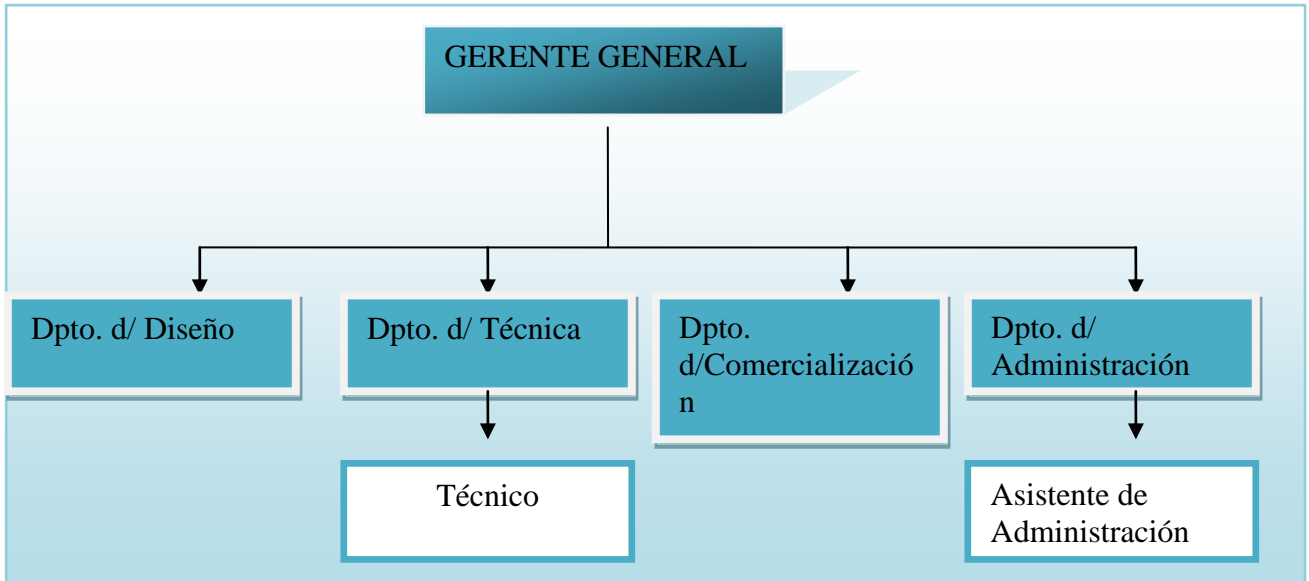 GERENTE GENERAL
Dpto. d/ Diseño
Dpto. d/ Técnica
Dpto.
d/Comercializació
n
Dpto. d/
Administración
Técnico
Asistente de
Administración